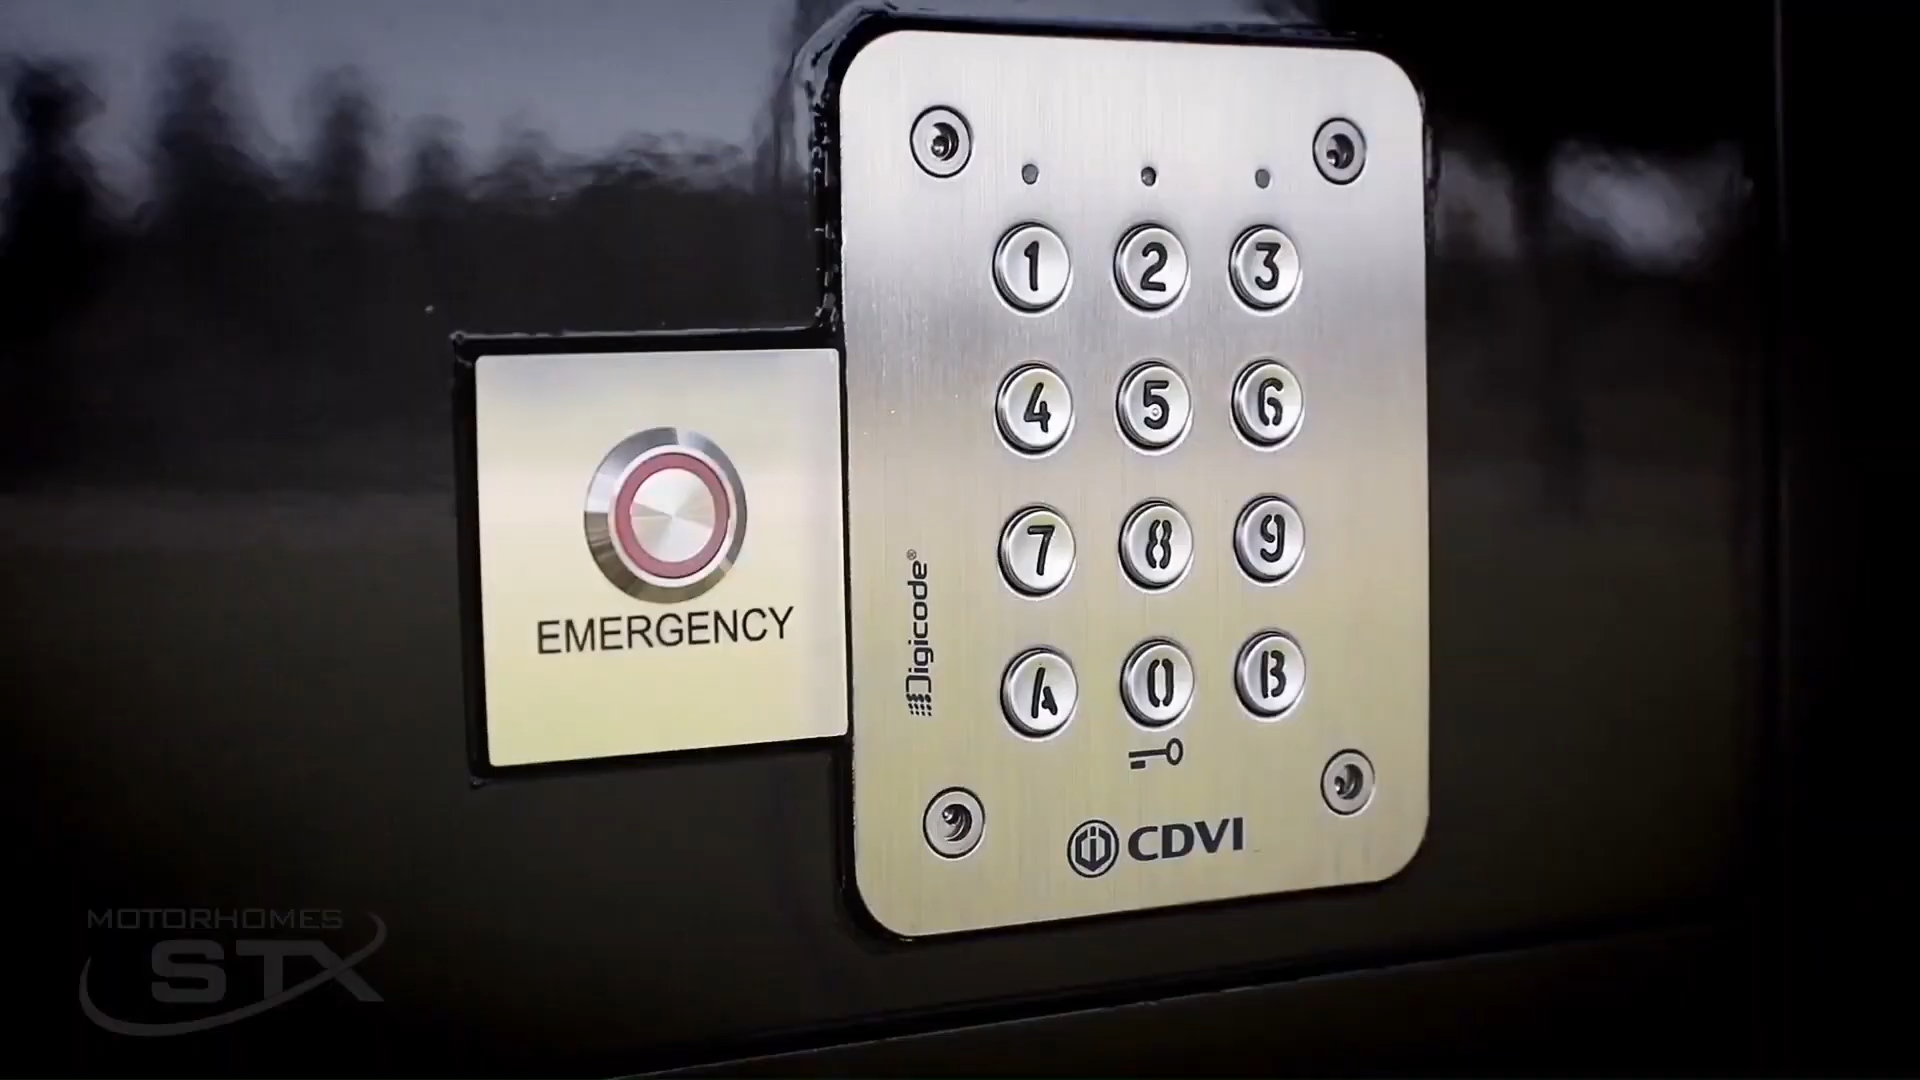 1 2 3
4 5 6
7 8 9
A 0 B
Digicode®
CDVI
EMERGENCY
MOTORHOMES
STX